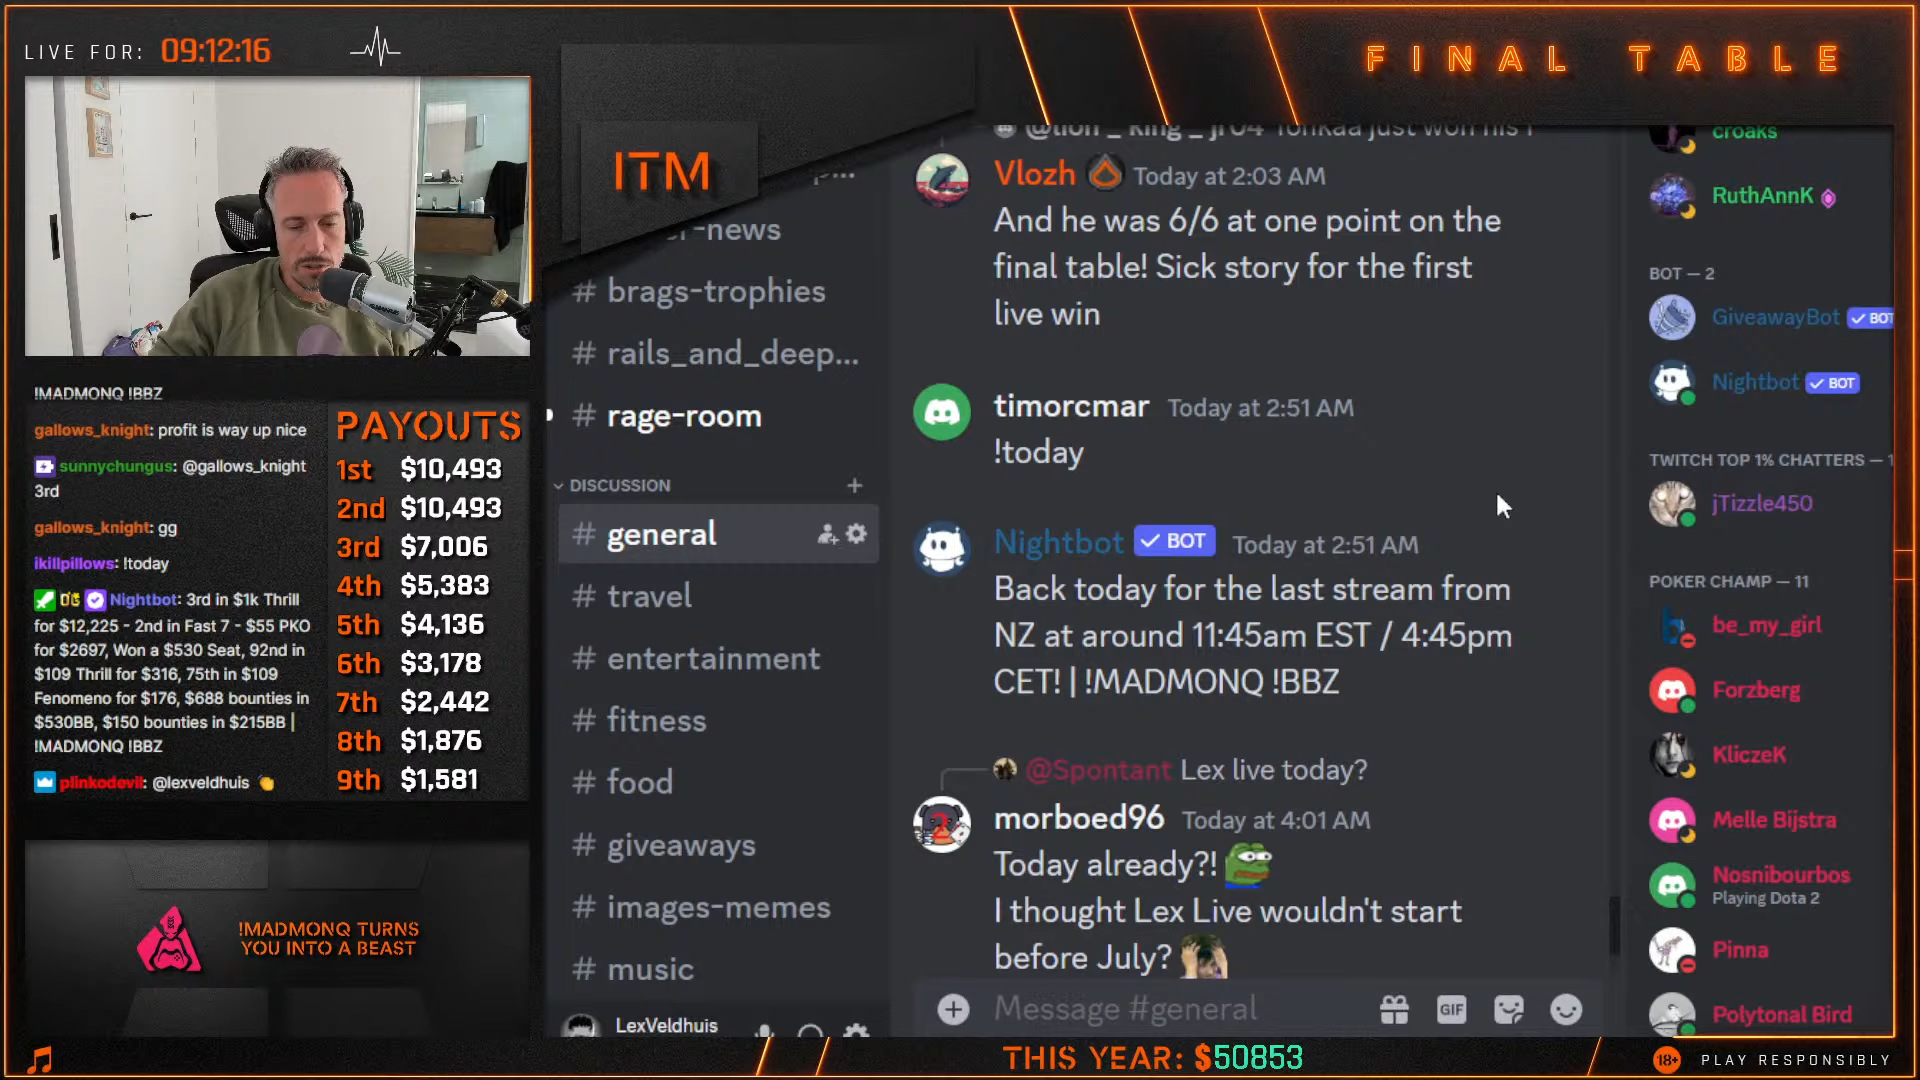 LIVE FOR: 09:12:16
FINAL TABLE
!MADMONQ !BBZ
gallows_knight: profit is way up nice
sunnychungus: @gallows_knight
3rd
gallows_knight: gg
ikillpillows: !today
Nightbot: 3rd in $1k Thrill
for $12,225 - 2nd in Fast 7 - $55 PKO
for $2697, Won a $530 Seat, 92nd in
$109 Thrill for $316, 75th in $109
Fenomeno for $176, $688 bounties in
$530BB, $150 bounties in $215BB |
!MADMONQ !BBZ
plinkodevil: @lexveldhuis
PAYOUTS
1st $10,493
2nd $10,493
3rd $7,006
4th $5,383
5th $4,136
6th $3,178
7th $2,442
8th $1,876
9th $1,581
!MADMONQ TURNS
YOU INTO A BEAST
ITM
-news
# brags-trophies
# rails_and_deep...
# rage-room
DISCUSSION
# general
# travel
# entertainment
# fitness
# food
# giveaways
# images-memes
# music
LexVeldhuis
@lion_King_jr04 Tonkaa just won his f
Vlozh Today at 2:03 AM
And he was 6/6 at one point on the
final table! Sick story for the first
live win
timorcmar Today at 2:51 AM
!today
Nightbot BOT Today at 2:51 AM
Back today for the last stream from
NZ at around 11:45am EST / 4:45pm
CET! | !MADMONQ !BBZ
@Spontant Lex live today?
morboed96 Today at 4:01 AM
Today already?!
I thought Lex Live wouldn't start
before July?
Message #general
GIF
croaks
RuthAnnK
BOT — 2
GiveawayBot BOT
Nightbot BOT
TWITCH TOP 1% CHATTERS — 1
jTizzle450
POKER CHAMP — 11
be_my_girl
Forzberg
KliczeK
Melle Bijstra
Nosnibourbos
Playing Dota 2
Pinna
Polytonal Bird
THIS YEAR: $50853
18+ PLAY RESPONSIBLY